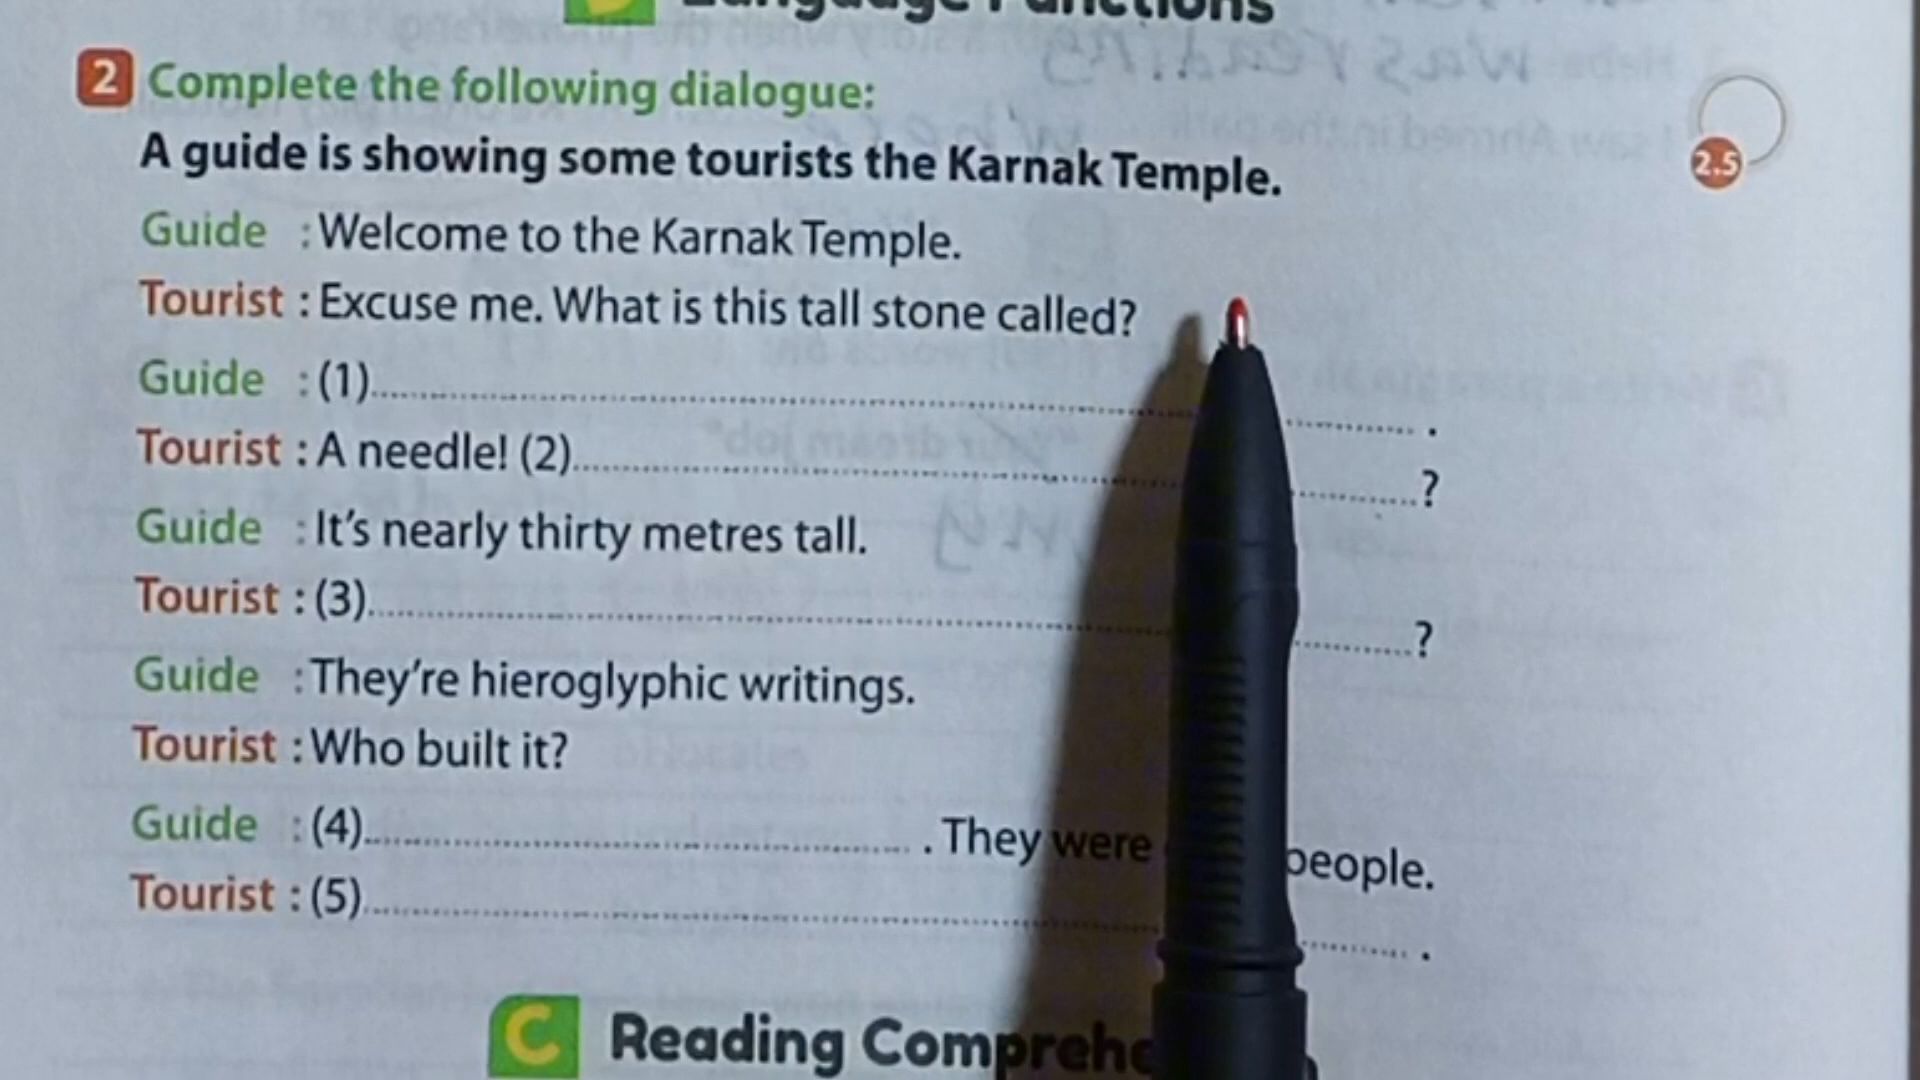 Language Functions
2 Complete the following dialogue:
2.5
A guide is showing some tourists the Karnak Temple.
Guide : Welcome to the Karnak Temple.
Tourist : Excuse me. What is this tall stone called?
Guide : (1)........................................ .
Tourist : A needle! (2)........................................?
Guide : It's nearly thirty metres tall.
Tourist : (3)........................................?
Guide : They're hieroglyphic writings.
Tourist : Who built it?
Guide : (4)........................................ . They were people.
Tourist : (5)........................................ .
C Reading